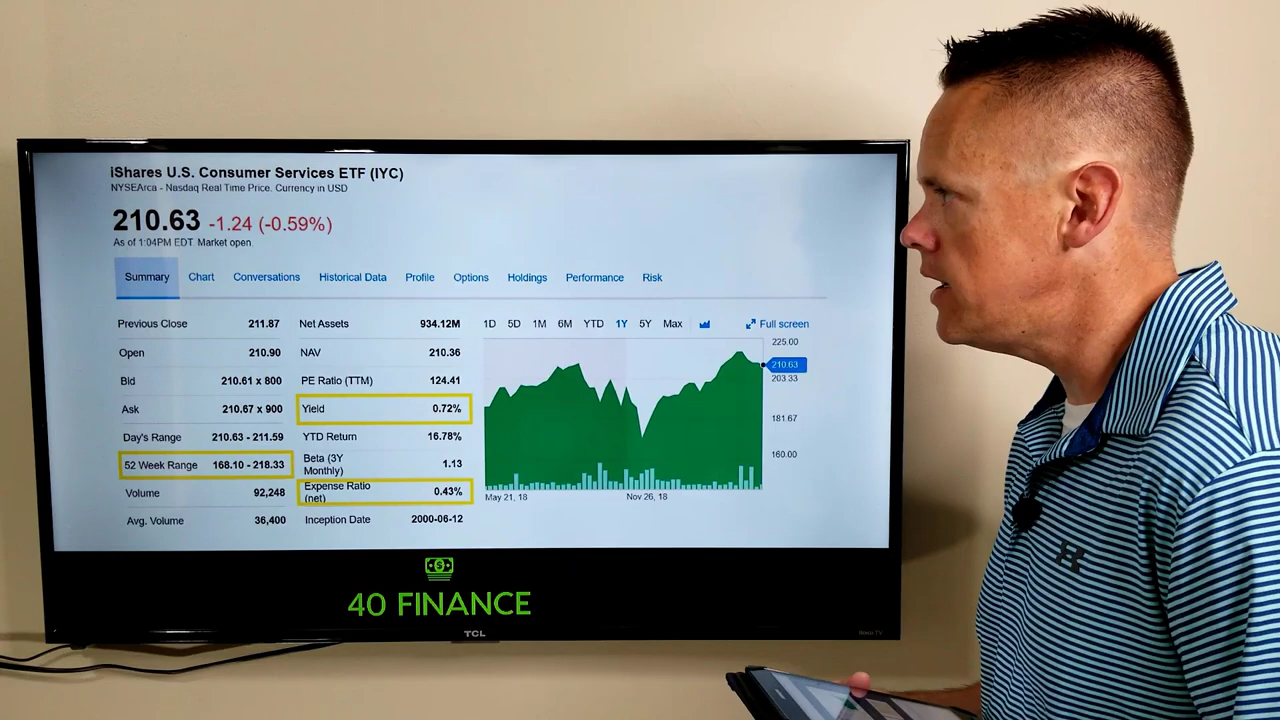 iShares U.S. Consumer Services ETF (IYC)
NYSEArca - Nasdaq Real Time Price. Currency in USD
210.63 -1.24 (-0.59%)
As of 1:04PM EDT. Market open.
Summary Chart Conversations Historical Data Profile Options Holdings Performance Risk
Previous Close 211.87
Open 210.90
Bid 210.61 x 800
Ask 210.67 x 900
Day's Range 210.63 - 211.59
52 Week Range 168.10 - 218.33
Volume 92,248
Avg. Volume 36,400
Net Assets 934.12M
NAV 210.36
PE Ratio (TTM) 124.41
Yield 0.72%
YTD Return 16.78%
Beta (3Y
Monthly) 1.13
Expense Ratio
(net) 0.43%
Inception Date 2000-06-12
1D 5D 1M 6M YTD 1Y 5Y Max Full screen
225.00
210.63
203.33
181.67
160.00
May 21, 18 Nov 26, 18
40 FINANCE
TCL
Roku TV